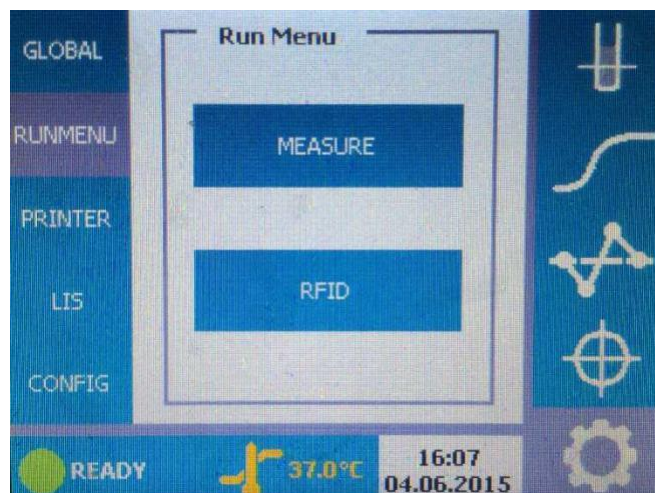 GLOBAL
RUNMENU
PRINTER
LIS
CONFIG
Run Menu
MEASURE
RFID
READY
37.0°C
16:07
04.06.2015